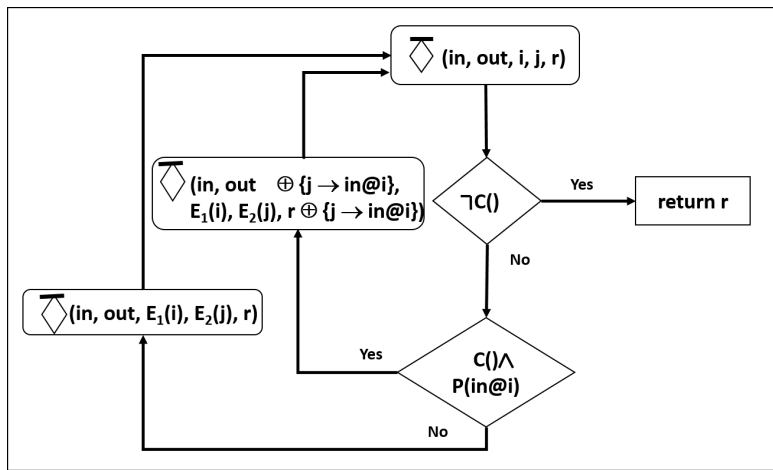 (in, out, i, j, r)
(in, out ⊕ {j → in@i},
E₁(i), E₂(j), r ⊕ {j → in@i})
¬C()
Yes
return r
No
(in, out, E₁(i), E₂(j), r)
Yes
C()∧
P(in@i)
No